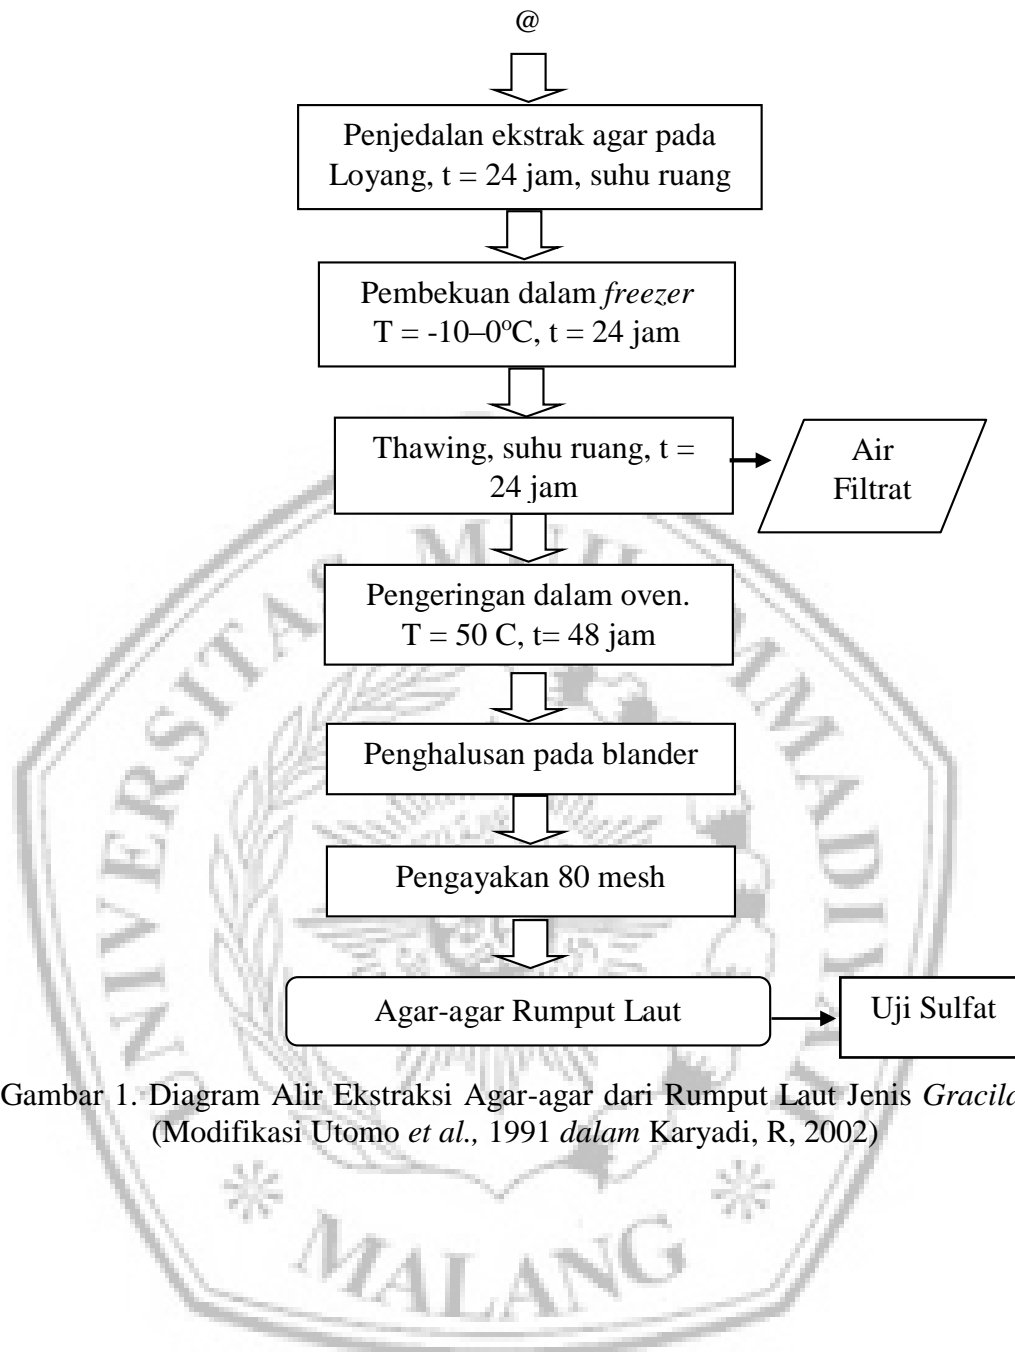 @
Penjedalan ekstrak agar pada
Loyang, t = 24 jam, suhu ruang
Pembekuan dalam freezer
T = -10–0ºC, t = 24 jam
Thawing, suhu ruang, t =
24 jam
Air
Filtrat
Pengeringan dalam oven.
T = 50 C, t= 48 jam
Penghalusan pada blander
Pengayakan 80 mesh
Agar-agar Rumput Laut
Uji Sulfat
Gambar 1. Diagram Alir Ekstraksi Agar-agar dari Rumput Laut Jenis
(Modifikasi Utomo et al., 1991 dalam Karyadi, R, 2002)
UNIVERSITAS MUHAMMADIYAH
MALANG